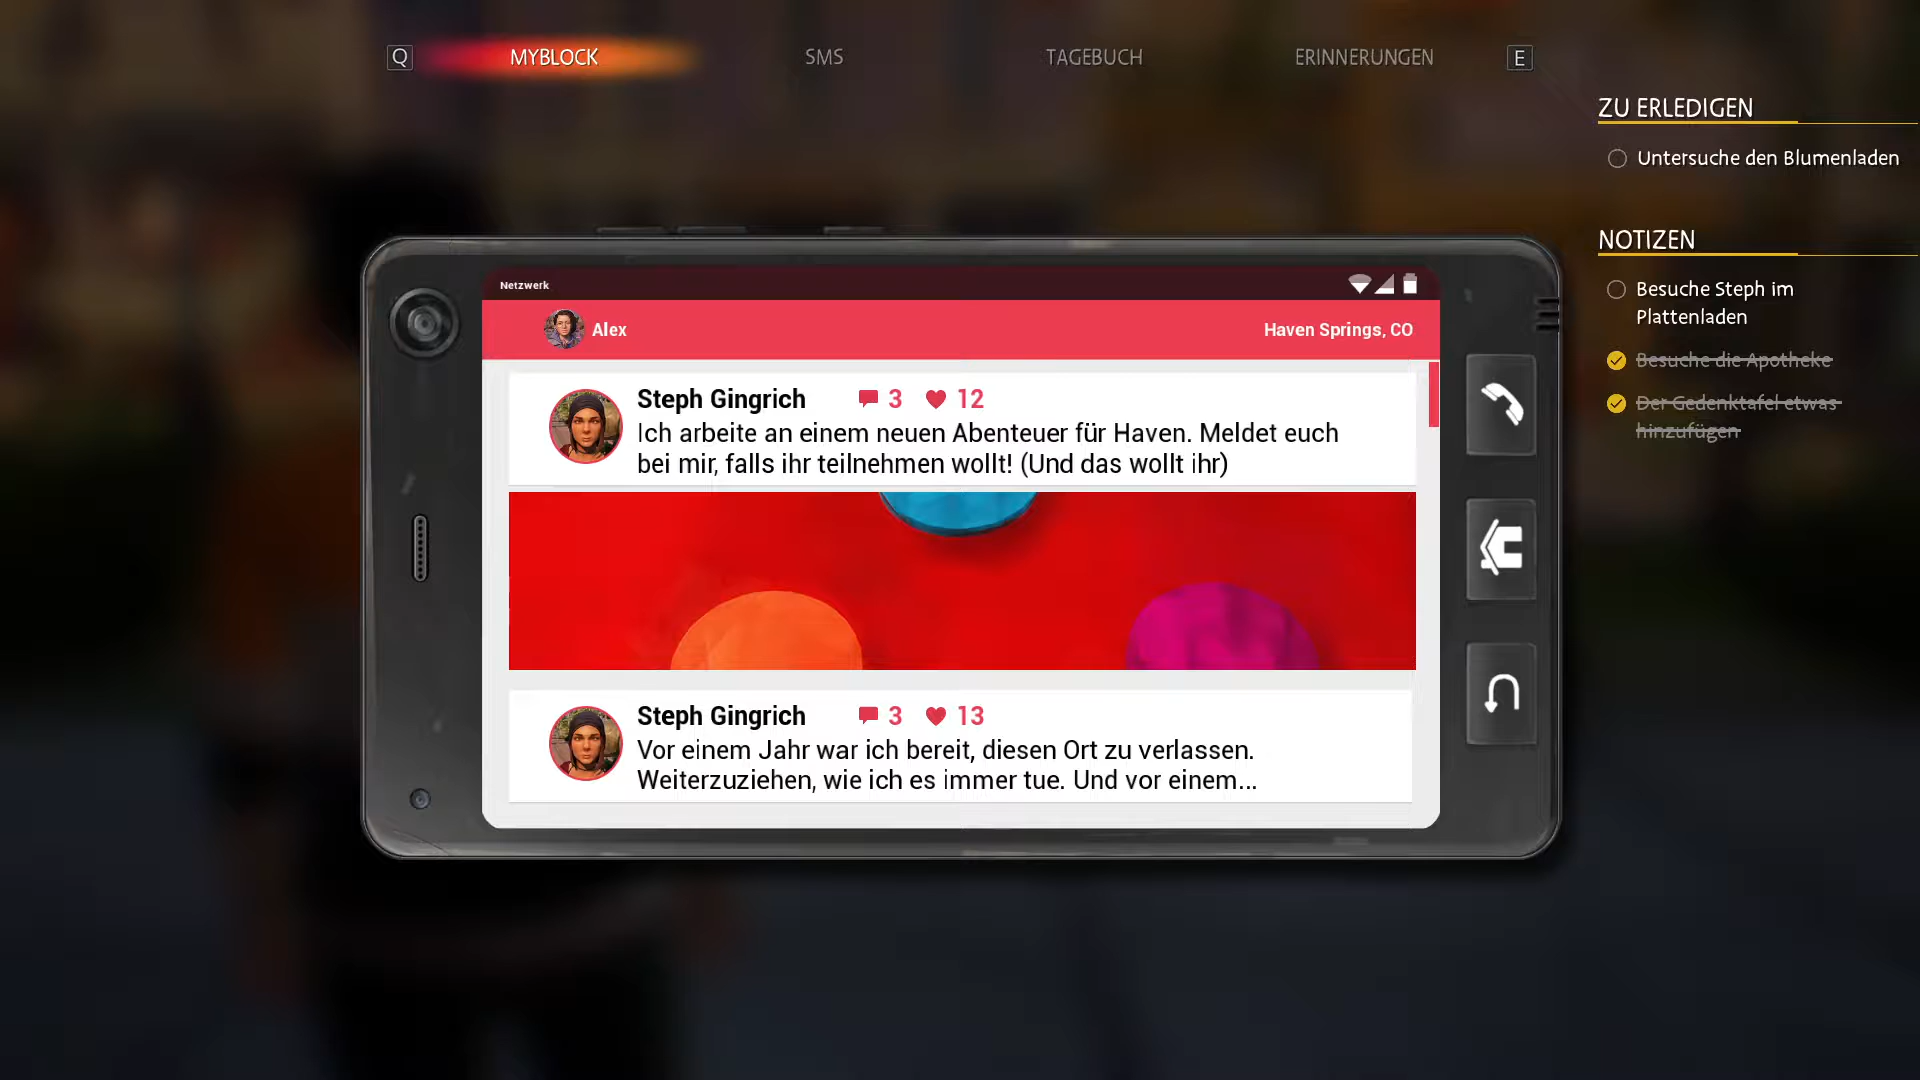 Q MYBLOCK SMS TAGEBUCH ERINNERUNGEN E
ZU ERLEDIGEN
Untersuche den Blumenladen
NOTIZEN
Besuche Steph im
Plattenladen
Besuche die Apotheke
Der Gedenktafel etwas
hinzufügen
Netzwerk
Alex Haven Springs, CO
Steph Gingrich 3 12
Ich arbeite an einem neuen Abenteuer für Haven. Meldet euch
bei mir, falls ihr teilnehmen wollt! (Und das wollt ihr)
Steph Gingrich 3 13
Vor einem Jahr war ich bereit, diesen Ort zu verlassen.
Weiterzuziehen, wie ich es immer tue. Und vor einem...